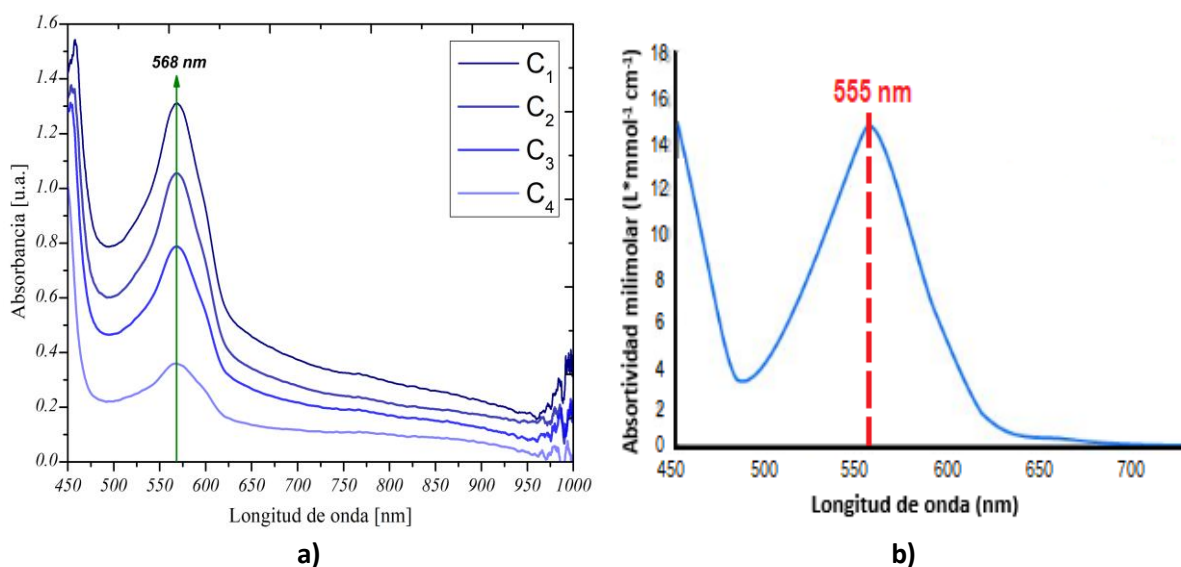 1.6
1.4
1.2
1.0
0.8
0.6
0.4
0.2
0.0
Absorbancia [u.a.]
568 nm
C1
C2
C3
C4
450 500 550 600 650 700 750 800 850 900 950 1000
Longitud de onda [nm]
a)
18
16
14
12
10
8
6
4
2
0
Absortividad milimolar (L*mmol⁻¹ cm⁻¹)
555 nm
450 500 550 600 650 700
Longitud de onda (nm)
b)